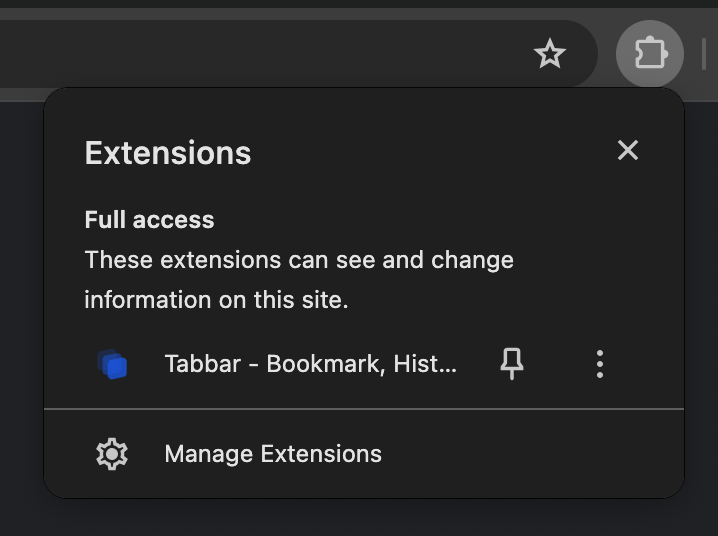 Extensions
Full access
These extensions can see and change
information on this site.
Tabbar - Bookmark, Hist...
Manage Extensions